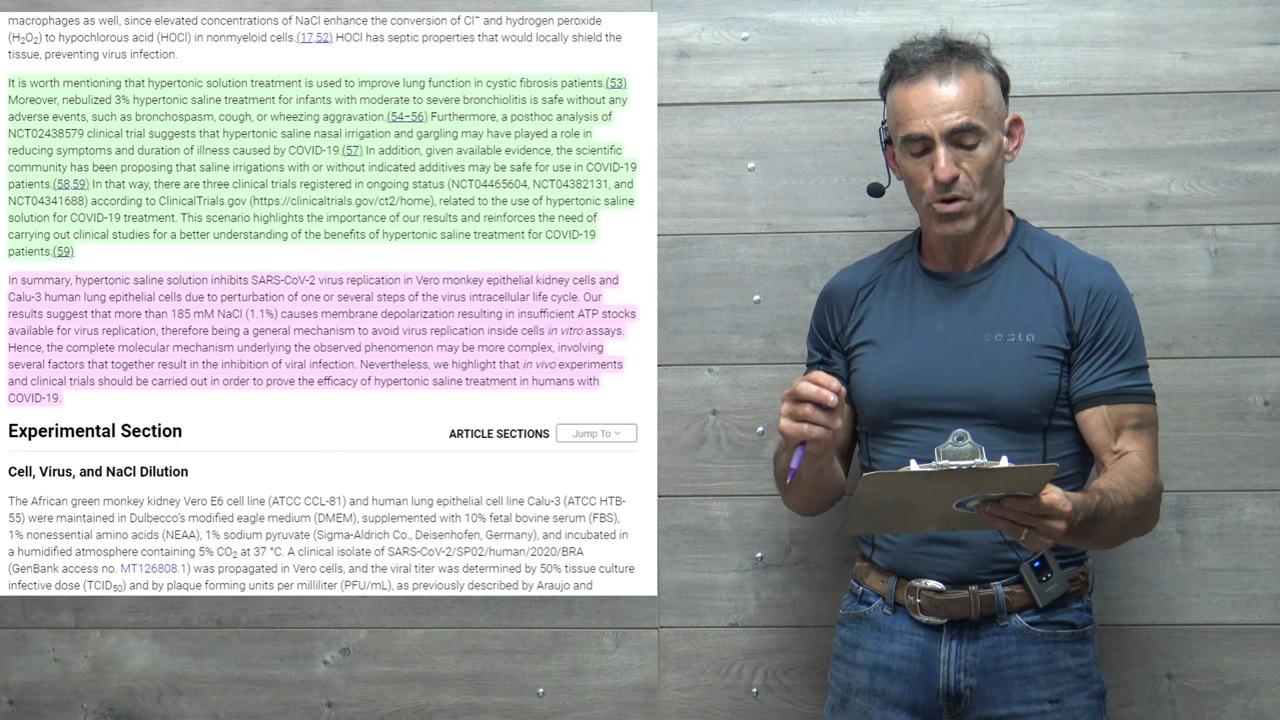 macrophages as well, since elevated concentrations of NaCl enhance the conversion of Cl⁻ and hydrogen peroxide
(H₂O₂) to hypochlorous acid (HOCl) in nonmyeloid cells.(17,52) HOCl has septic properties that would locally shield the
tissue, preventing virus infection.
It is worth mentioning that hypertonic solution treatment is used to improve lung function in cystic fibrosis patients.(53)
Moreover, nebulized 3% hypertonic saline treatment for infants with moderate to severe bronchiolitis is safe without any
adverse events, such as bronchospasm, cough, or wheezing aggravation.(54−56) Furthermore, a posthoc analysis of
NCT02438579 clinical trial suggests that hypertonic saline nasal irrigation and gargling may have played a role in
reducing symptoms and duration of illness caused by COVID-19.(57) In addition, given available evidence, the scientific
community has been proposing that saline irrigations with or without indicated additives may be safe for use in COVID-19
patients.(58,59) In that way, there are three clinical trials registered in ongoing status (NCT04465604, NCT04382131, and
NCT04341688) according to ClinicalTrials.gov (https://clinicaltrials.gov/ct2/home), related to the use of hypertonic saline
solution for COVID-19 treatment. This scenario highlights the importance of our results and reinforces the need of
carrying out clinical studies for a better understanding of the benefits of hypertonic saline treatment for COVID-19
patients.(59)
In summary, hypertonic saline solution inhibits SARS-CoV-2 virus replication in Vero monkey epithelial kidney cells and
Calu-3 human lung epithelial cells due to perturbation of one or several steps of the virus intracellular life cycle. Our
results suggest that more than 185 mM NaCl (1.1%) causes membrane depolarization resulting in insufficient ATP stocks
available for virus replication, therefore being a general mechanism to avoid virus replication inside cells in vitro assays.
Hence, the complete molecular mechanism underlying the observed phenomenon may be more complex, involving
several factors that together result in the inhibition of viral infection. Nevertheless, we highlight that in vivo experiments
and clinical trials should be carried out in order to prove the efficacy of hypertonic saline treatment in humans with
COVID-19.
Experimental Section
ARTICLE SECTIONS
Jump To
Cell, Virus, and NaCl Dilution
The African green monkey kidney Vero E6 cell line (ATCC CCL-81) and human lung epithelial cell line Calu-3 (ATCC HTB-
55) were maintained in Dulbecco's modified eagle medium (DMEM), supplemented with 10% fetal bovine serum (FBS),
1% nonessential amino acids (NEAA), 1% sodium pyruvate (Sigma-Aldrich Co., Deisenhofen, Germany), and incubated in
a humidified atmosphere containing 5% CO₂ at 37 °C. A clinical isolate of SARS-CoV-2/SP02/human/2020/BRA
(GenBank access no. MT126808.1) was propagated in Vero cells, and the viral titer was determined by 50% tissue culture
infective dose (TCID₅₀) and by plaque forming units per milliliter (PFU/mL), as previously described by Araujo and
tesla